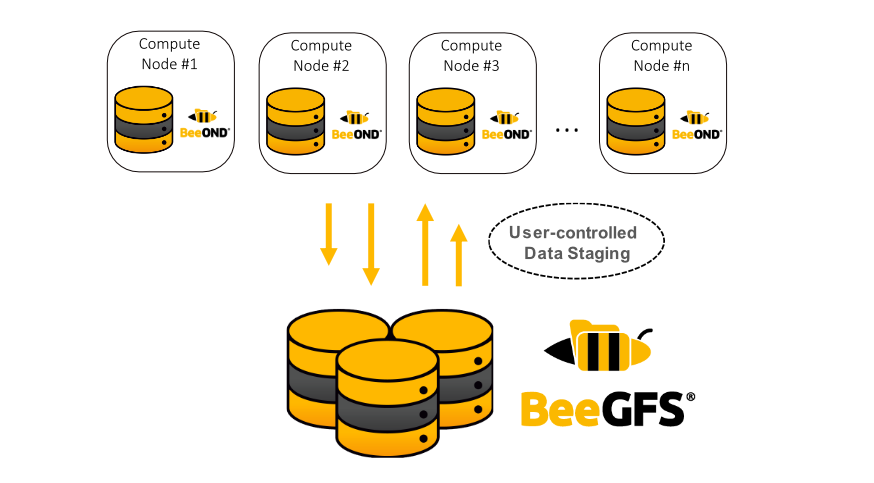 Compute
Node #1
BeeOND®
Compute
Node #2
BeeOND®
Compute
Node #3
BeeOND®
...
Compute
Node #n
BeeOND®
User-controlled
Data Staging
BeeGFS®